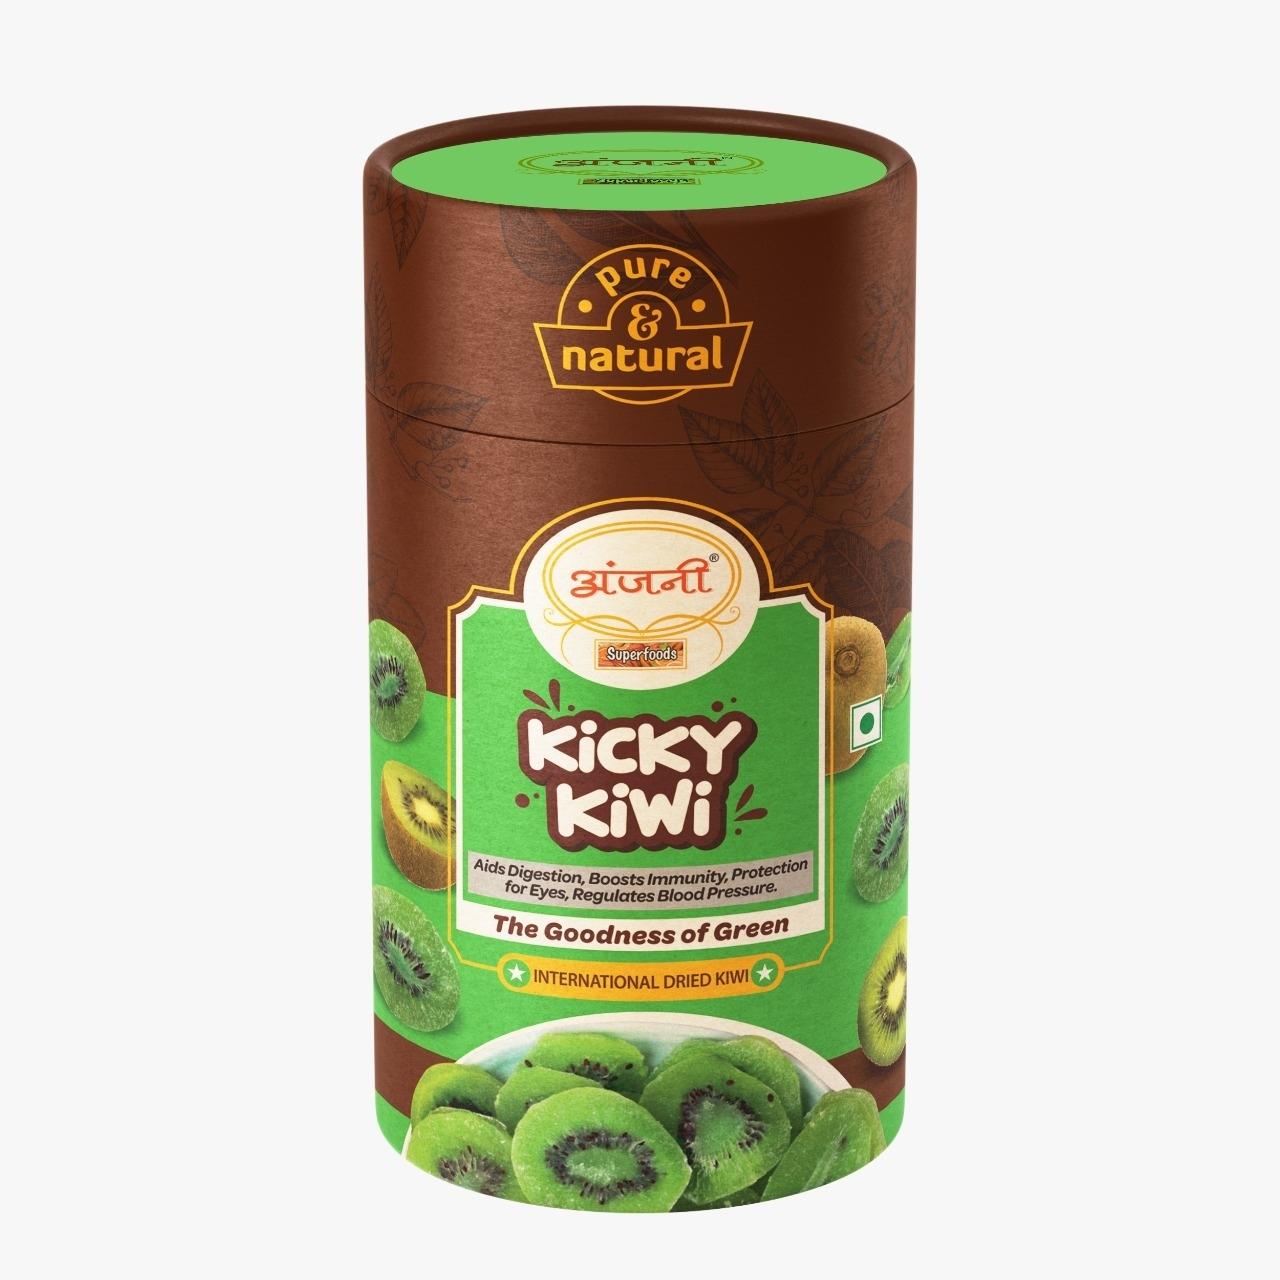 अंजनी
Superfoods
pure
&
natural
अंजनी®
Superfoods
KiCKY
KiWi
Aids Digestion, Boosts Immunity, Protection
for Eyes, Regulates Blood Pressure.
The Goodness of Green
INTERNATIONAL DRIED KIWI